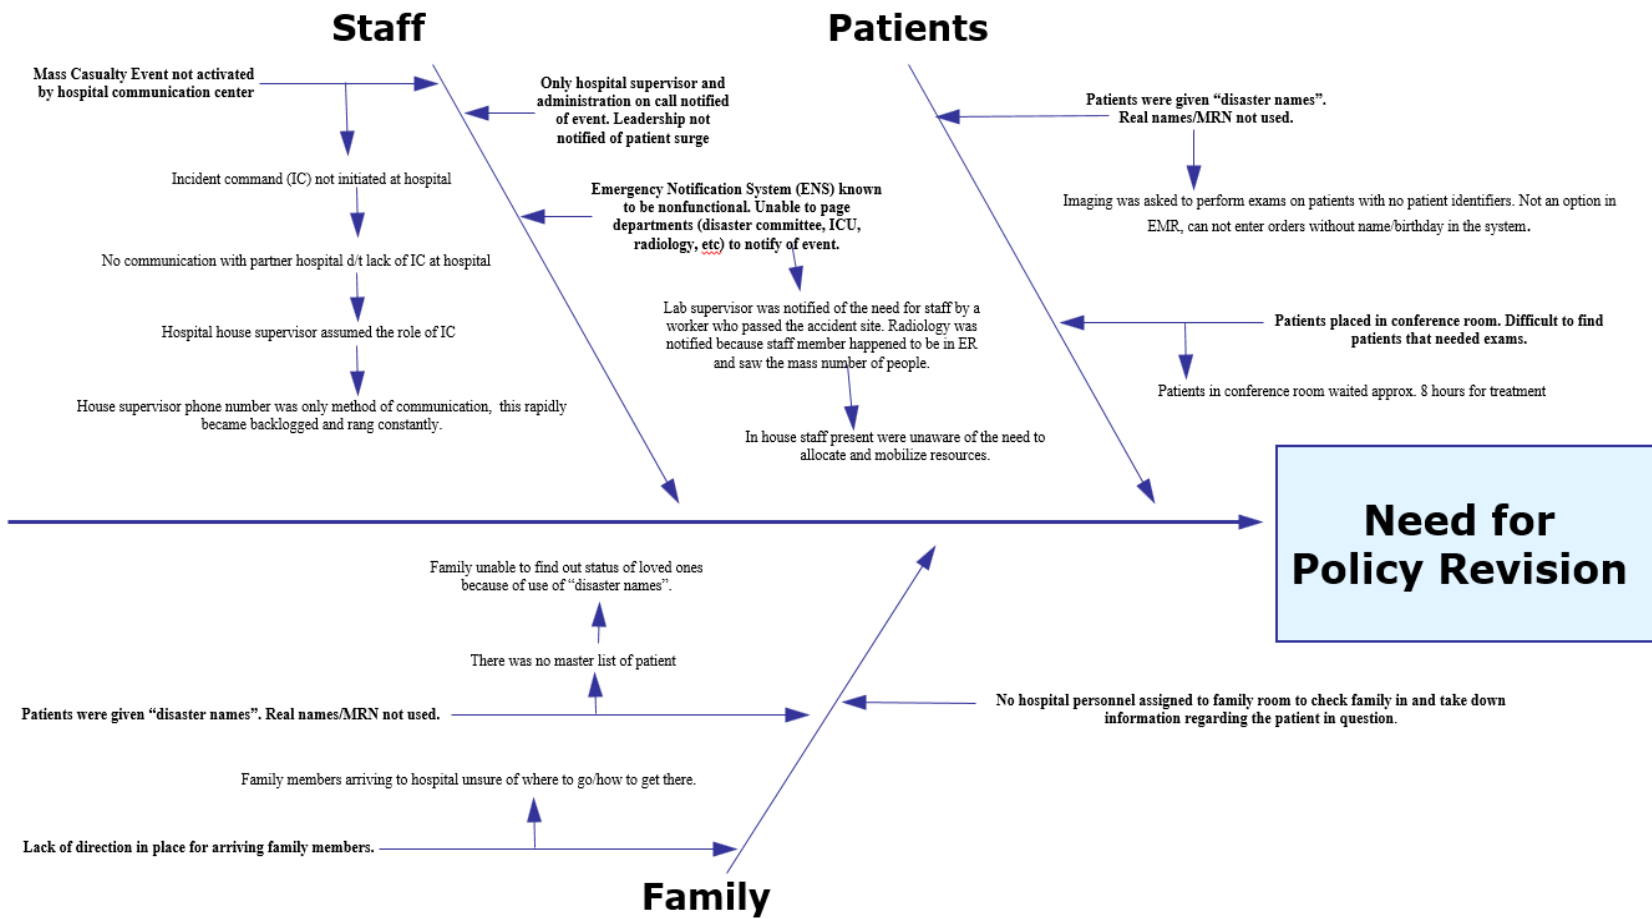 Staff
Mass Casualty Event not activated
by hospital communication center
Only hospital supervisor and
administration on call notified
of event. Leadership not
notified of patient surge
Incident command (IC) not initiated at hospital
Emergency Notification System (ENS) known
to be nonfunctional. Unable to page
departments (disaster committee, ICU,
radiology, etc) to notify of event.
No communication with partner hospital d/t lack of IC at hospital
Lab supervisor was notified of the need for staff by a
worker who passed the accident site. Radiology was
notified because staff member happened to be in ER
and saw the mass number of people.
Hospital house supervisor assumed the role of IC
House supervisor phone number was only method of communication, this rapidly
became backlogged and rang constantly.
In house staff present were unaware of the need to
allocate and mobilize resources.
Patients
Patients were given “disaster names”.
Real names/MRN not used.
Imaging was asked to perform exams on patients with no patient identifiers. Not an option in
EMR, can not enter orders without name/birthday in the system.
Patients placed in conference room. Difficult to find
patients that needed exams.
Patients in conference room waited approx. 8 hours for treatment
Need for
Policy Revision
Family unable to find out status of loved ones
because of use of “disaster names”.
There was no master list of patient
Patients were given “disaster names”. Real names/MRN not used.
No hospital personnel assigned to family room to check family in and take down
information regarding the patient in question.
Family members arriving to hospital unsure of where to go/how to get there.
Lack of direction in place for arriving family members.
Family